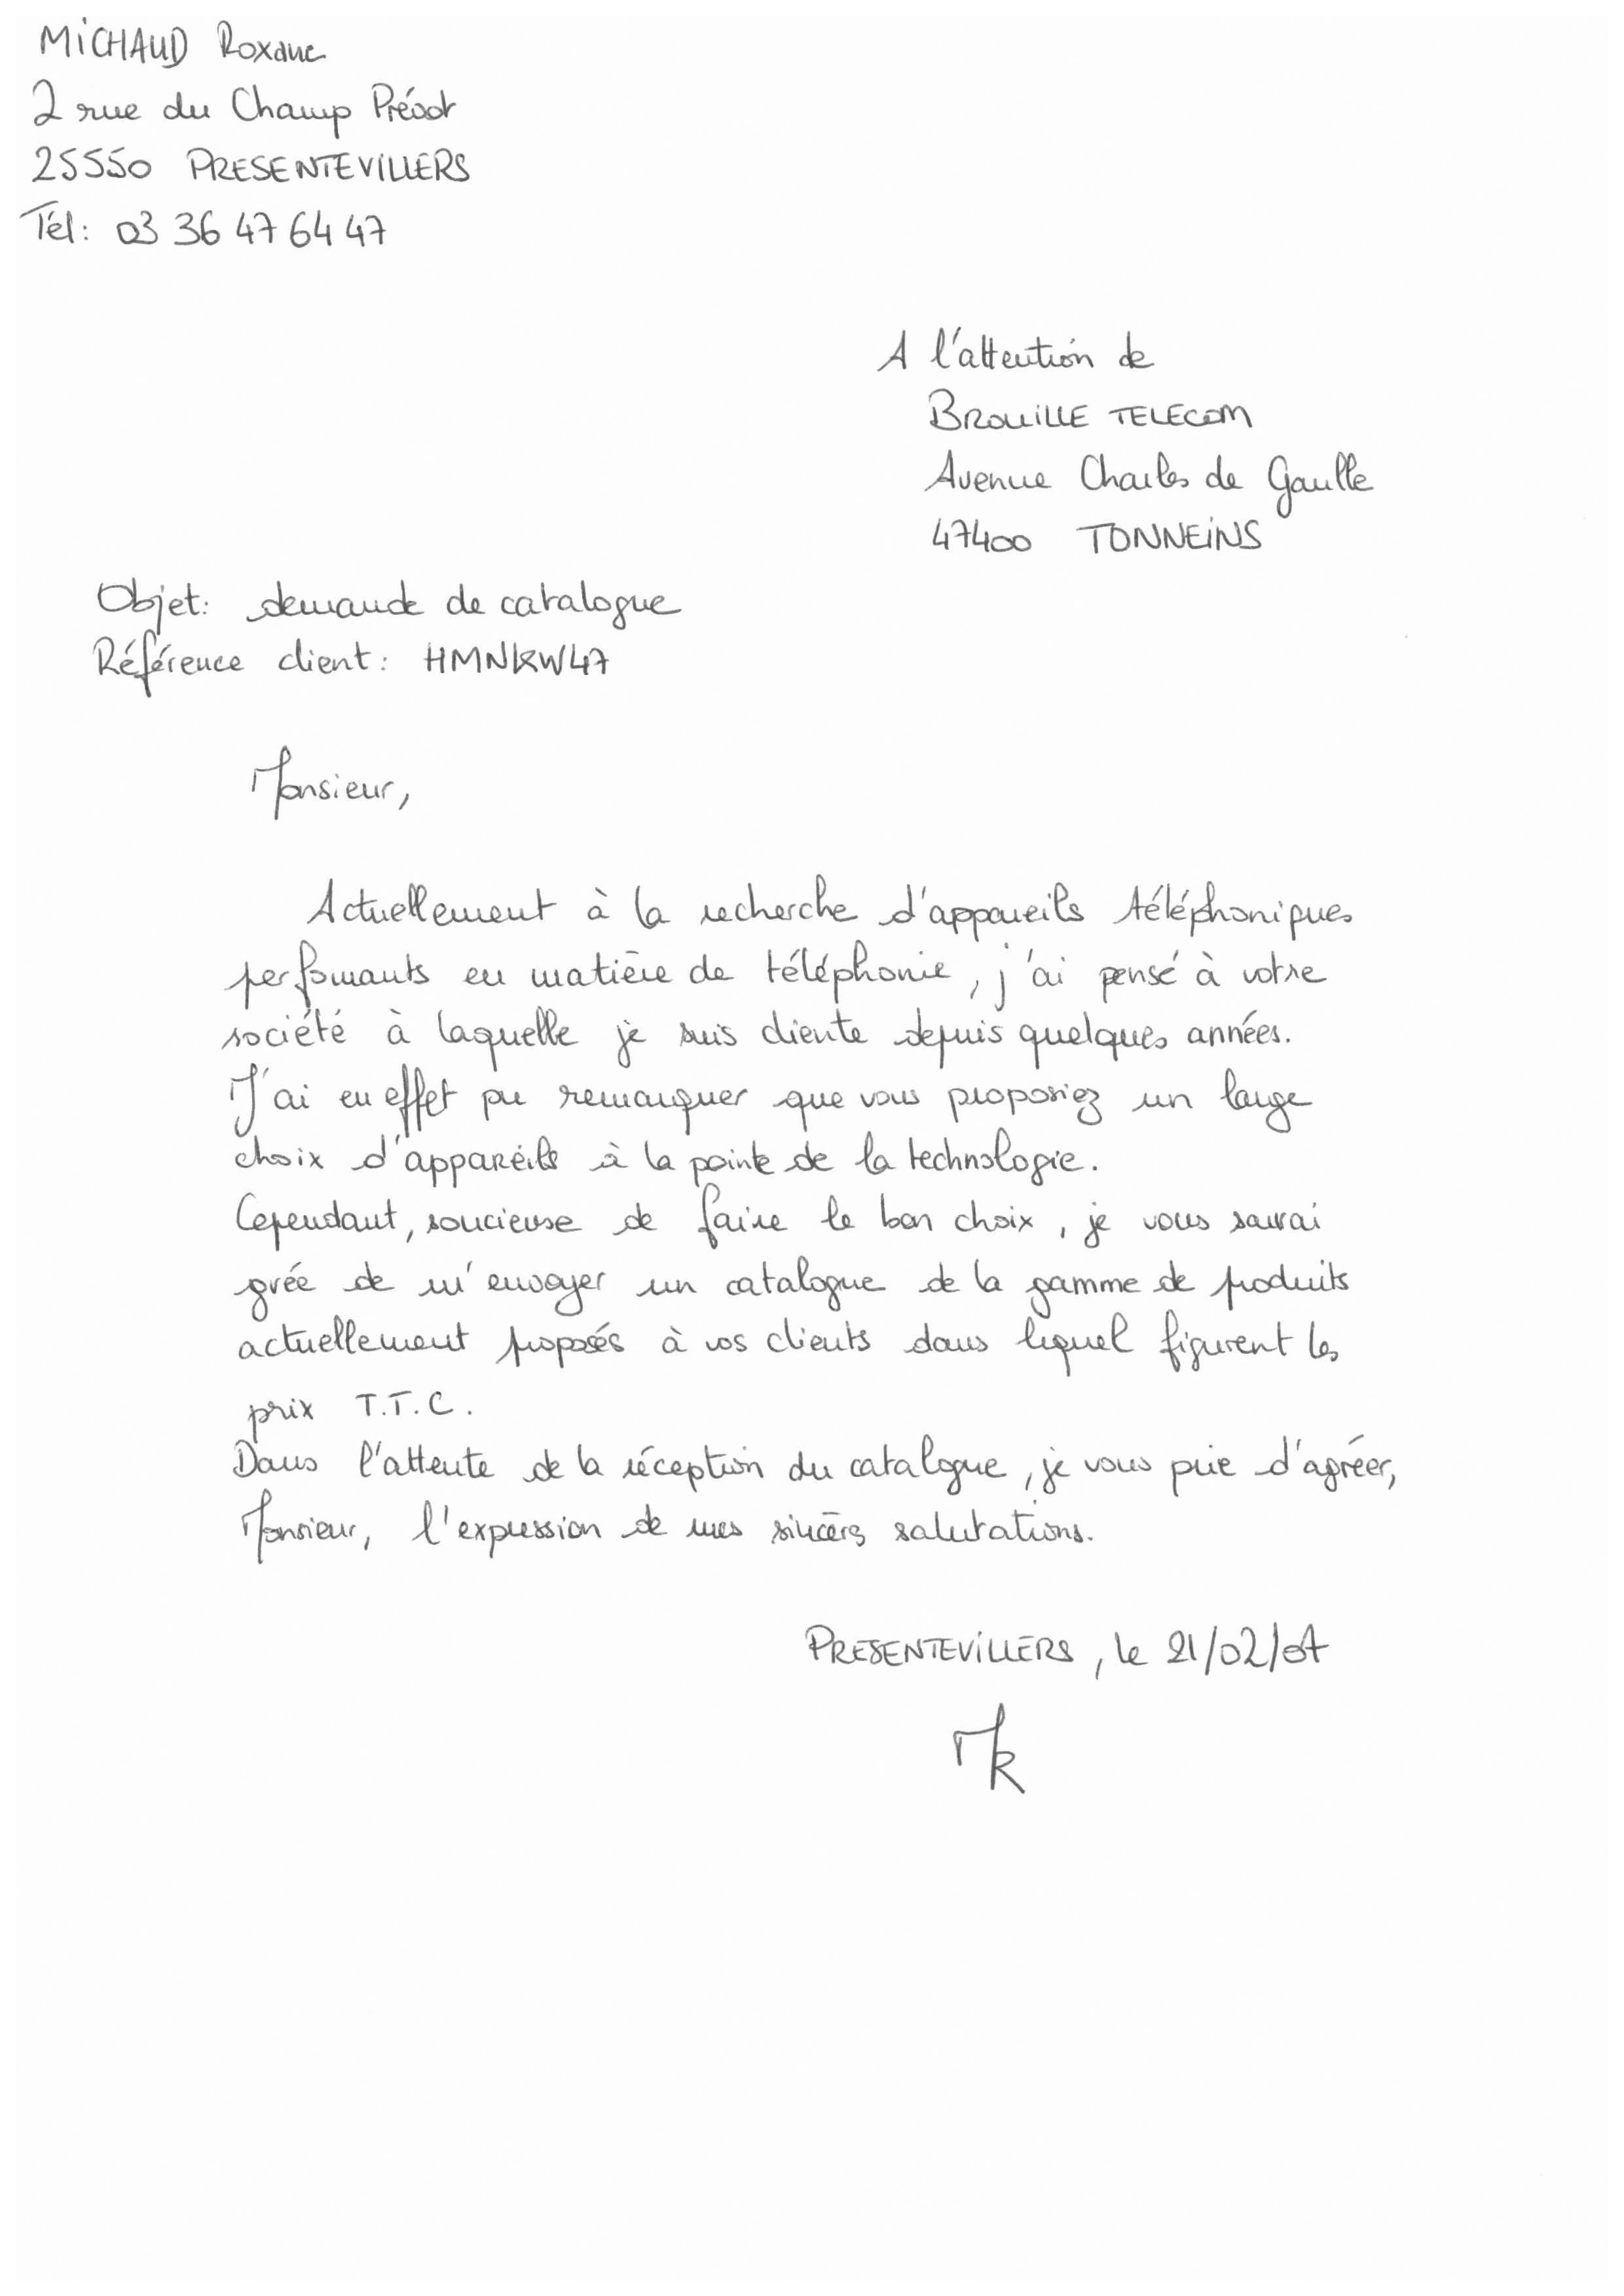 MICHAUD Roxane
2 rue du Champ Prévot
25550 PRESENTEVILLERS
Tél: 03 36 47 64 47
A l'attention de
BROUILLE TELECOM
Avenue Charles de Gaulle
47400 TONNEINS
Objet: demande de catalogue
Référence client: HMNKW47
Monsieur,
Actuellement à la recherche d'appareils téléphoniques
perfomants en matière de téléphonie, j'ai pensé à votre
société à laquelle je suis cliente depuis quelques années.
J'ai en effet pu remarquer que vous proposiez un large
choix d'appareils à la pointe de la technologie.
Cependant, soucieuse de faire le bon choix, je vous saurai
grée de m'envoyer un catalogue de la gamme de produits
actuellement proposés à vos clients dans lequel figurent les
prix T.T.C.
Dans l'attente de la réception du catalogue, je vous prie d'agréer,
Monsieur, l'expression de mes sincères salutations.
PRESENTEVILLERS, le 21/02/07
MR